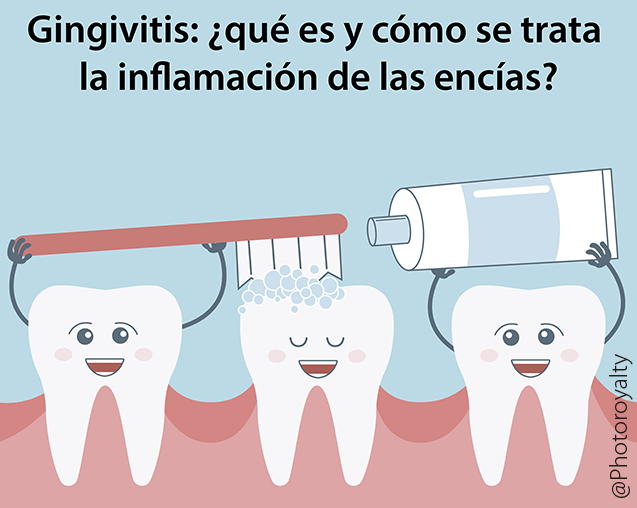 Gingivitis: ¿qué es y cómo se trata
la inflamación de las encías?
@Photoroyalty